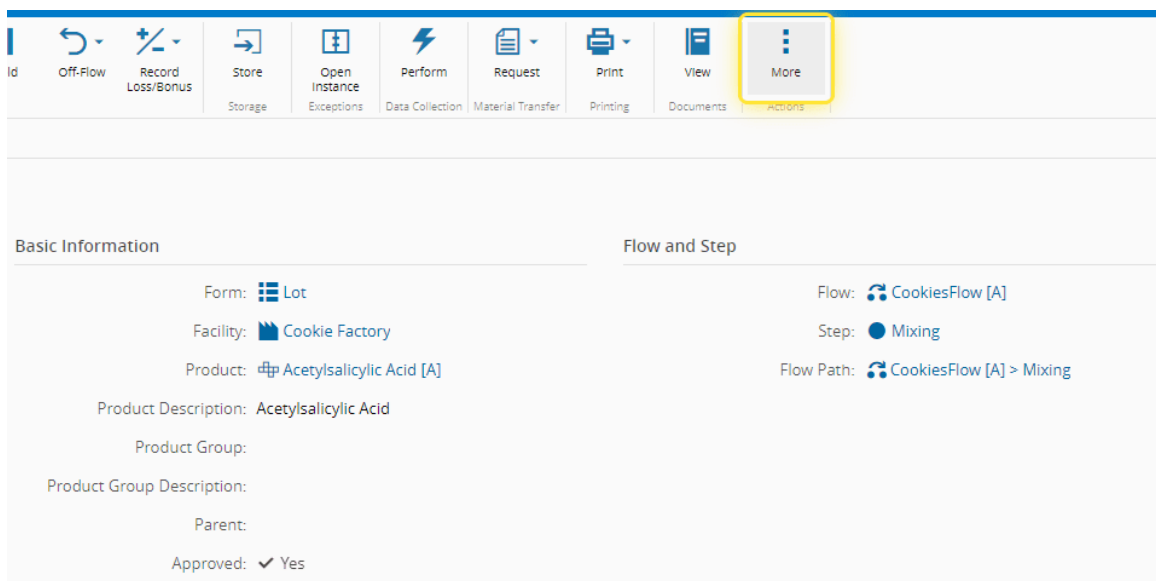 ld
Off-Flow
Record
Loss/Bonus
Store
Open
Instance
Perform
Request
Print
View
More
Storage
Exceptions
Data Collection
Material Transfer
Printing
Documents
Actions
Basic Information
Form: Lot
Facility: Cookie Factory
Product: Acetylsalicylic Acid [A]
Product Description: Acetylsalicylic Acid
Product Group:
Product Group Description:
Parent:
Approved: Yes
Flow and Step
Flow: CookiesFlow [A]
Step: Mixing
Flow Path: CookiesFlow [A] > Mixing